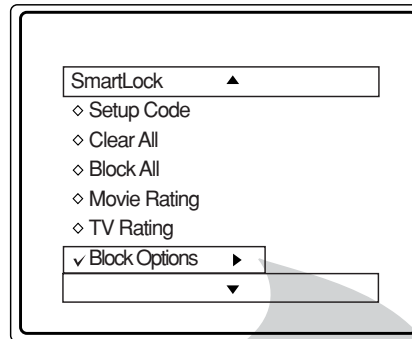 SmartLock
Setup Code
Clear All
Block All
Movie Rating
TV Rating
Block Options